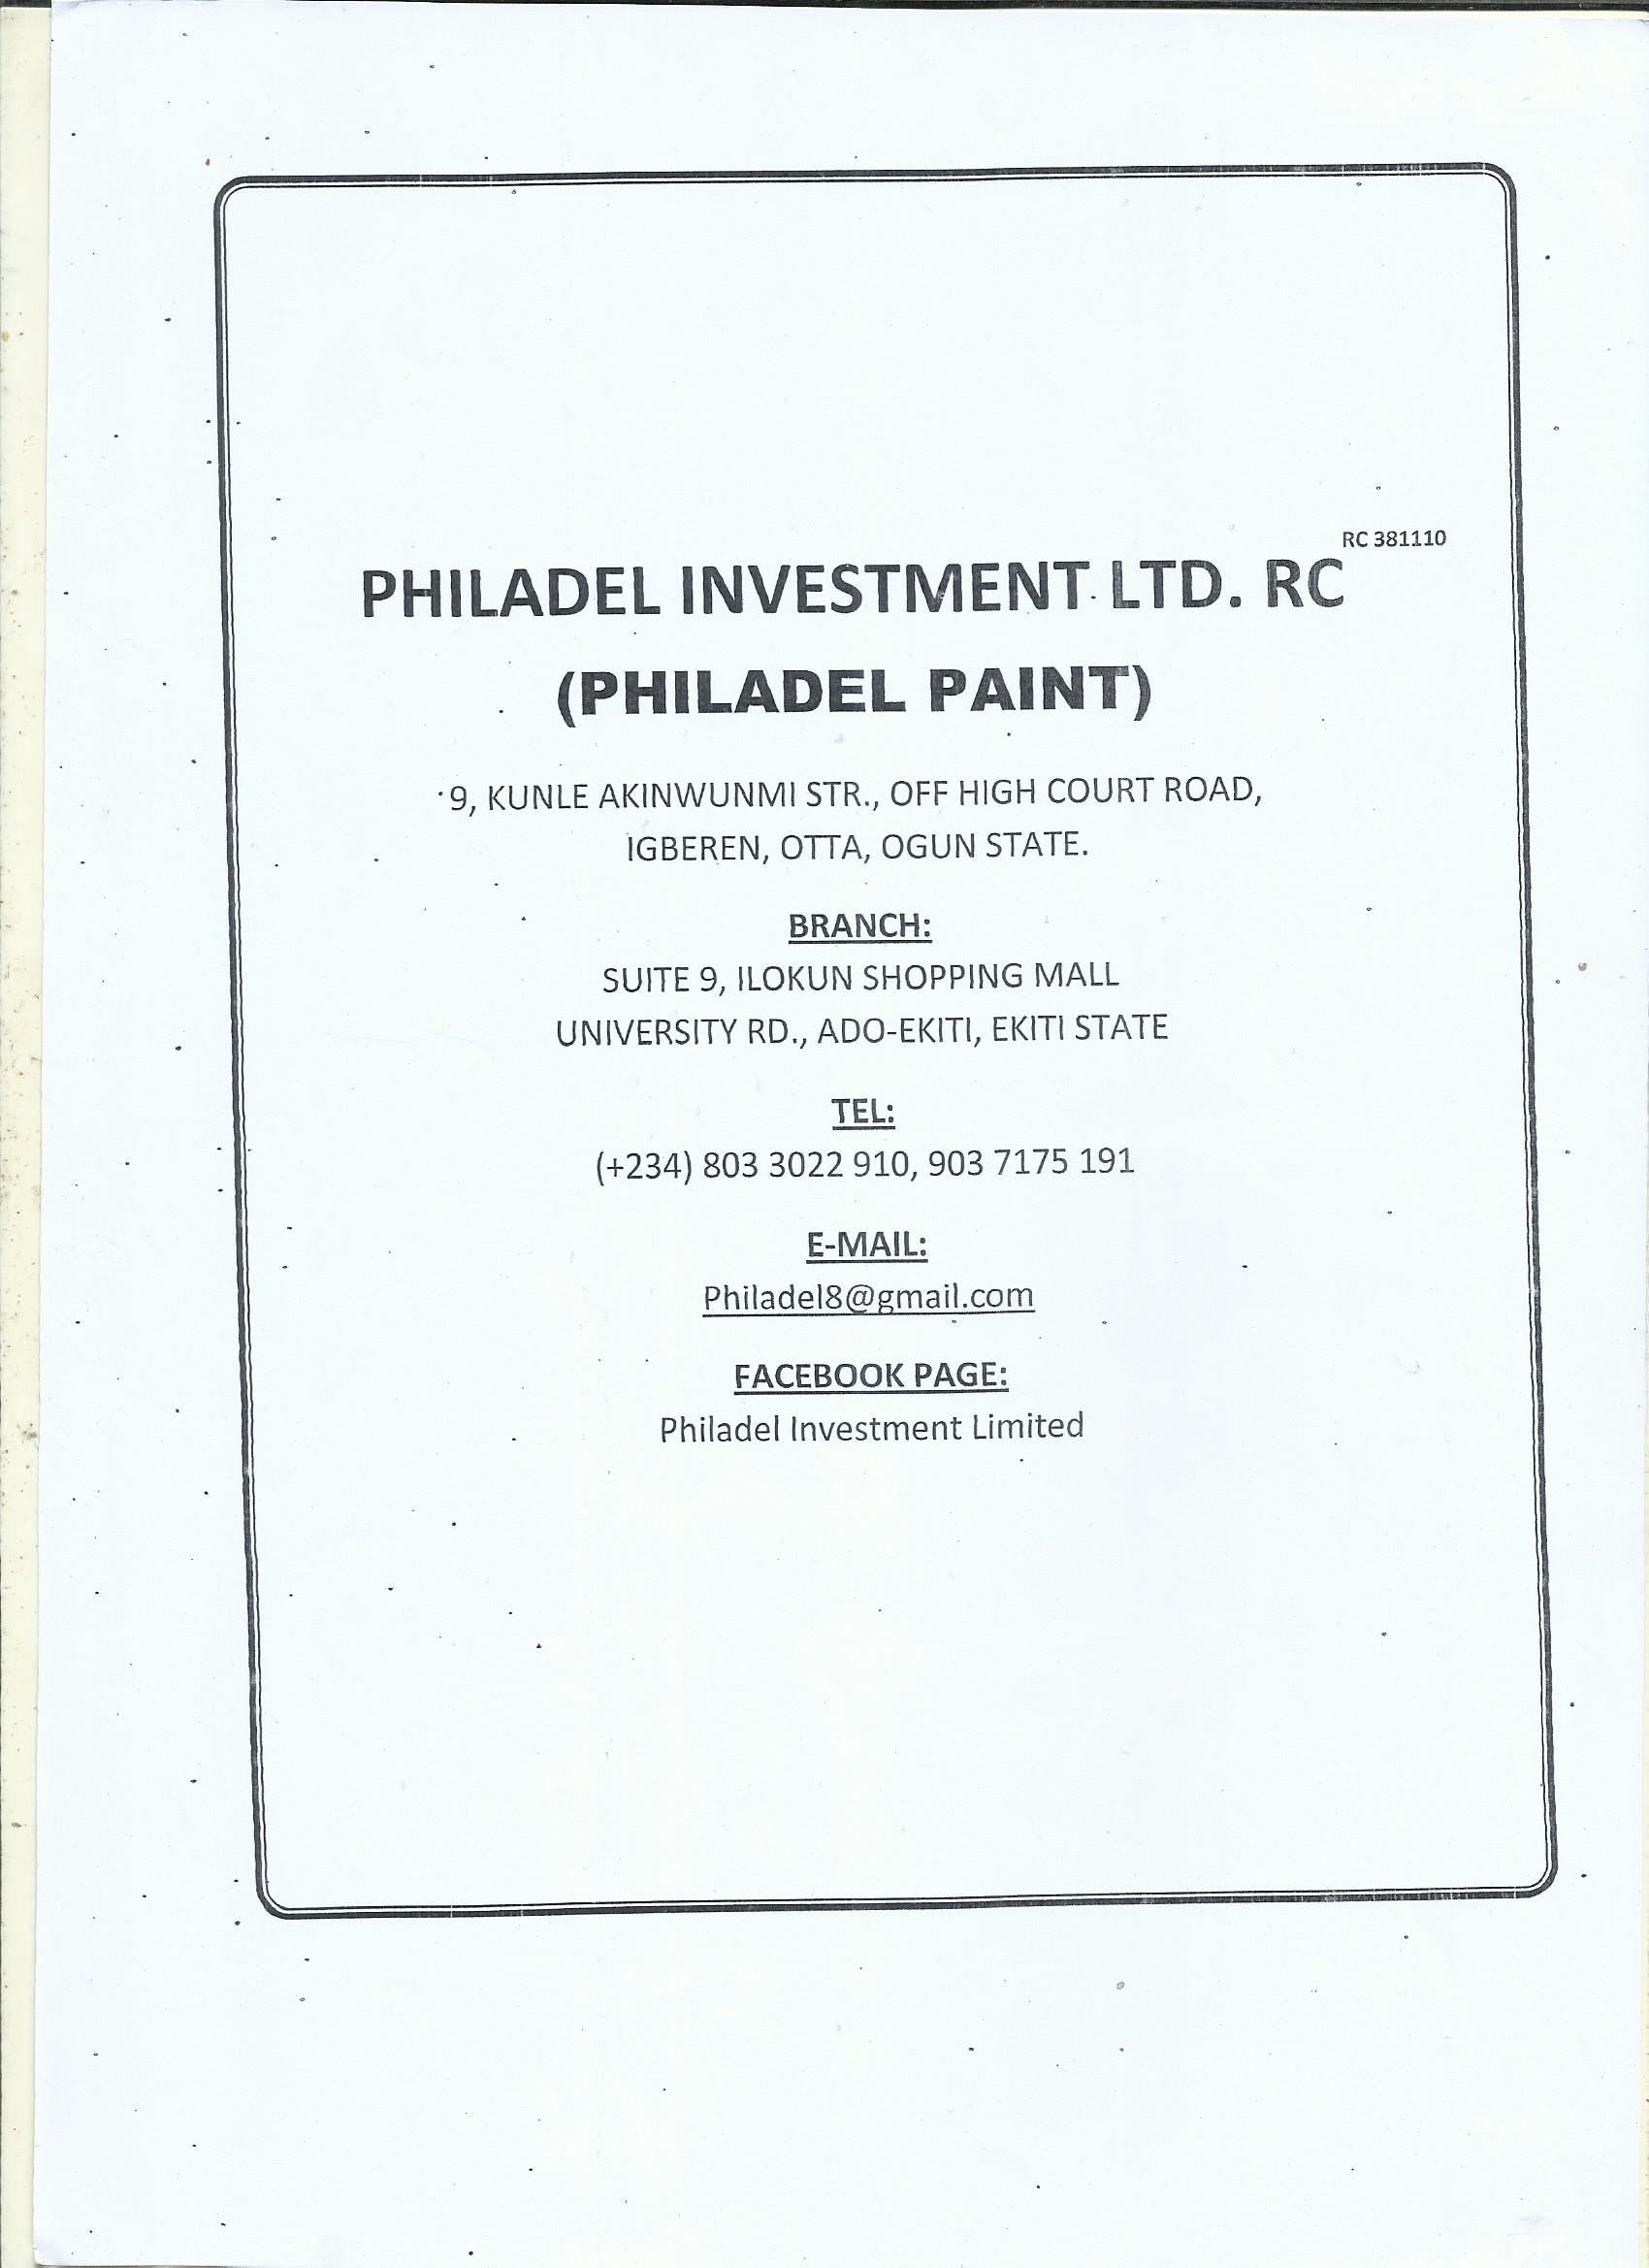 RC 381110
PHILADEL INVESTMENT LTD. RC
(PHILADEL PAINT)
9, KUNLE AKINWUNMI STR., OFF HIGH COURT ROAD,
IGBEREN, OTTA, OGUN STATE.
BRANCH:
SUITE 9, ILOKUN SHOPPING MALL
UNIVERSITY RD., ADO-EKITI, EKITI STATE
TEL:
(+234) 803 3022 910, 903 7175 191
E-MAIL:
Philadel8@gmail.com
FACEBOOK PAGE:
Philadel Investment Limited